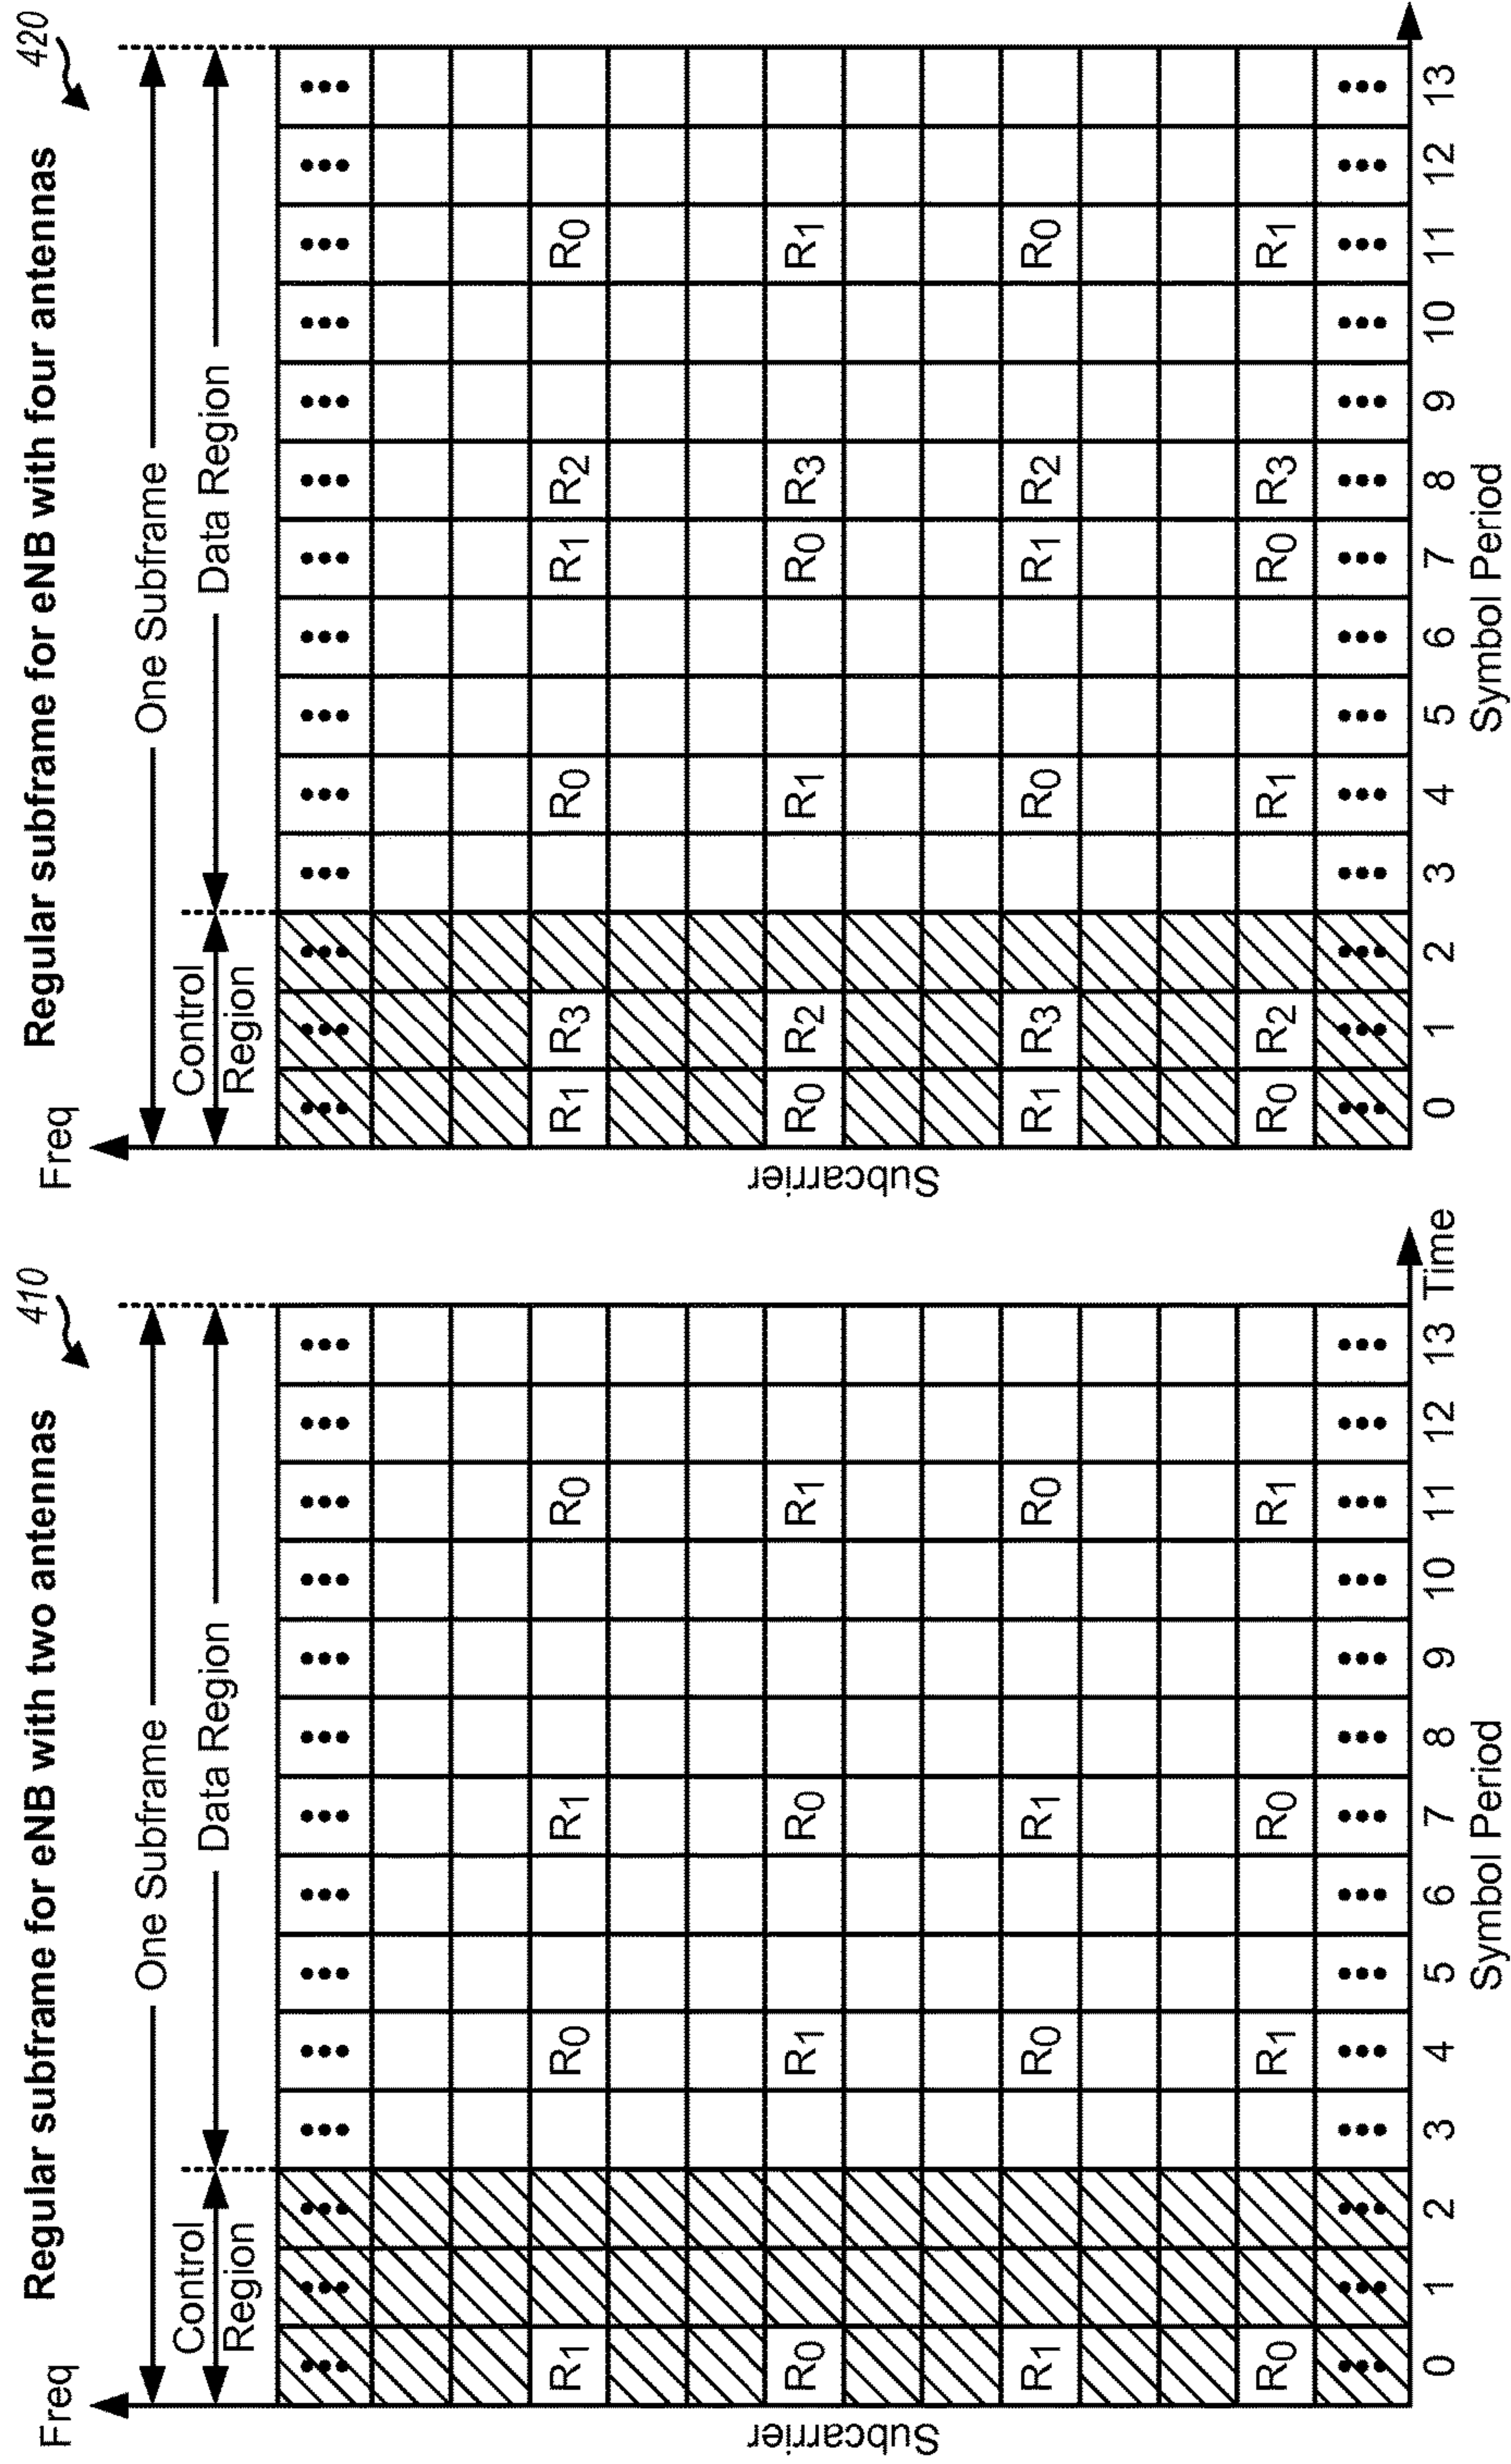 410
Regular subframe for eNB with two antennas
Freq
One Subframe
Control
Region
Data Region
Subcarrier
R1 R0 R1 R0
R0 R1 R0 R1
R1 R0 R1 R0
R0 R1 R0 R1
0 1 2 3 4 5 6 7 8 9 10 11 12 13 Time
Symbol Period
420
Regular subframe for eNB with four antennas
Freq
One Subframe
Control
Region
Data Region
Subcarrier
R1 R3 R0 R1 R2 R0
R0 R2 R1 R0 R3 R1
R1 R3 R0 R1 R2 R0
R0 R2 R1 R0 R3 R1
0 1 2 3 4 5 6 7 8 9 10 11 12 13
Symbol Period